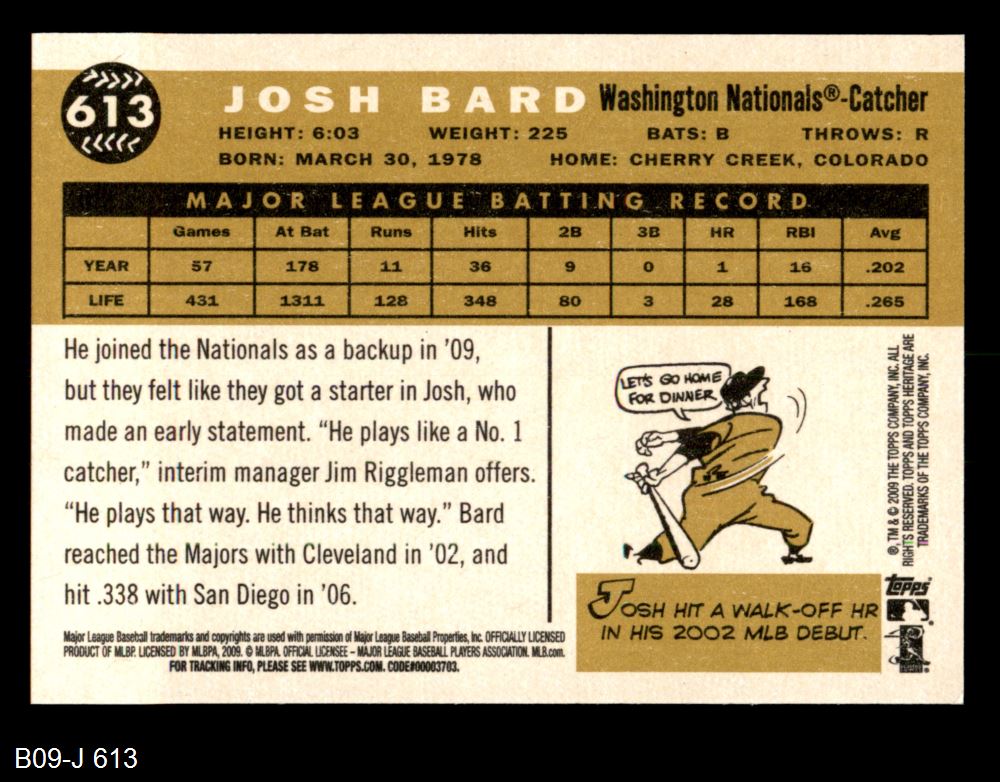 613
JOSH BARD Washington Nationals®-Catcher
HEIGHT: 6:03 WEIGHT: 225 BATS: B THROWS: R
BORN: MARCH 30, 1978 HOME: CHERRY CREEK, COLORADO
MAJOR LEAGUE BATTING RECORD
Games At Bat Runs Hits 2B 3B HR RBI Avg
YEAR 57 178 11 36 9 0 1 16 .202
LIFE 431 1311 128 348 80 3 28 168 .265
He joined the Nationals as a backup in ’09,
but they felt like they got a starter in Josh, who
made an early statement. “He plays like a No. 1
catcher,” interim manager Jim Riggleman offers.
“He plays that way. He thinks that way.” Bard
reached the Majors with Cleveland in ’02, and
hit .338 with San Diego in ’06.
Major League Baseball trademarks and copyrights are used with permission of Major League Baseball Properties, Inc. OFFICIALLY LICENSED
PRODUCT OF MLBP. LICENSED BY MLBPA, 2009. © MLBPA. OFFICIAL LICENSEE – MAJOR LEAGUE BASEBALL PLAYERS ASSOCIATION. MLB.com.
FOR TRACKING INFO, PLEASE SEE WWW.TOPPS.COM. CODE#00003703.
LET'S GO HOME
FOR DINNER
JOSH HIT A WALK-OFF HR
IN HIS 2002 MLB DEBUT.
®, TM & © 2009 THE TOPPS COMPANY, INC. ALL
RIGHTS RESERVED. TOPPS AND TOPPS HERITAGE ARE
TRADEMARKS OF THE TOPPS COMPANY, INC.
topps
B09-J 613